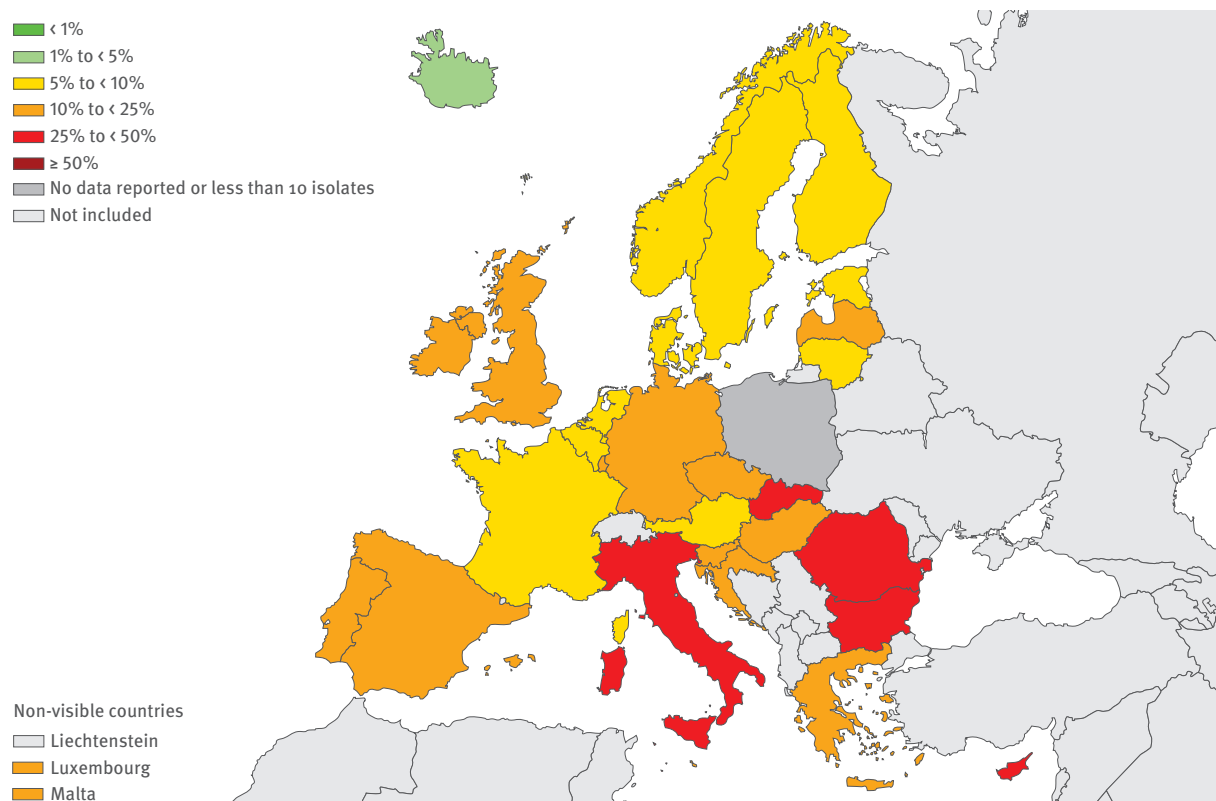 < 1%
1% to < 5%
5% to < 10%
10% to < 25%
25% to < 50%
≥ 50%
No data reported or less than 10 isolates
Not included
Non-visible countries
Liechtenstein
Luxembourg
Malta